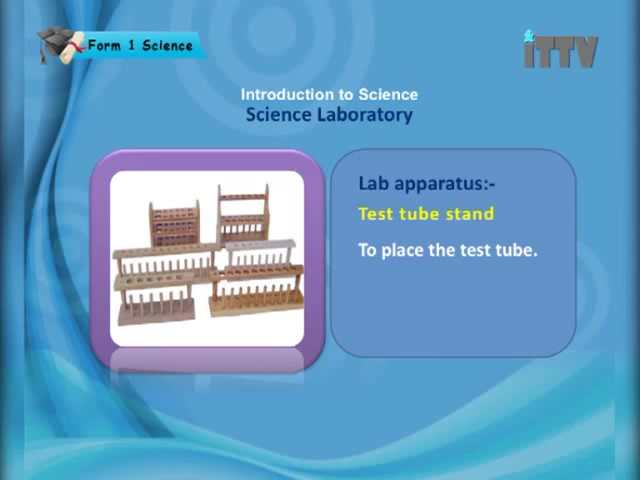 Form 1 Science
iTTV
Introduction to Science
Science Laboratory
Lab apparatus:-
Test tube stand
To place the test tube.